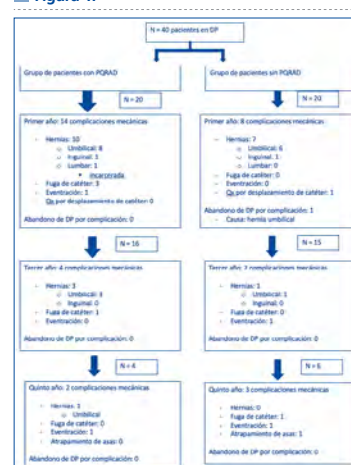 Figura 1.
N = 40 pacientes en DP
Grupo de pacientes con PQRAD
N = 20
Primer año: 14 complicaciones mecánicas
- Hernias: 10
o Umbilical: 8
o Inguinal: 1
o Lumbar: 1
• incarcerada
- Fuga de catéter: 3
- Eventración: 1
Qx por desplazamiento de catéter: 0
Abandono de DP por complicación: 0
N = 16
Tercer año: 4 complicaciones mecánicas
- Hernias: 3
o Umbilical: 3
o Inguinal: 0
- Fuga de catéter: 1
- Eventración: 0
Abandono de DP por complicación: 0
N = 4
Quinto año: 2 complicaciones mecánicas
- Hernias: 1
o Umbilical
- Fuga de catéter: 0
- Eventración: 1
- Atrapamiento de asas: 0
Abandono de DP por complicación: 0
Grupo de pacientes sin PQRAD
N = 20
Primer año: 8 complicaciones mecánicas
- Hernias: 7
o Umbilical: 6
o Inguinal: 1
o Lumbar: 0
- Fuga de catéter: 0
- Eventración: 0
- Qx por desplazamiento de catéter: 1
Abandono de DP por complicación: 1
- Causa: hernia umbilical
N = 15
Tercer año: 2 complicaciones mecánicas
- Hernias: 1
o Umbilical: 1
o Inguinal: 0
- Fuga de catéter: 0
- Eventración: 1
Abandono de DP por complicación: 0
N = 6
Quinto año: 3 complicaciones mecánicas
- Hernias: 0
- Fuga de catéter: 1
- Eventración: 1
- Atrapamiento de asas: 1
Abandono de DP por complicación: 0